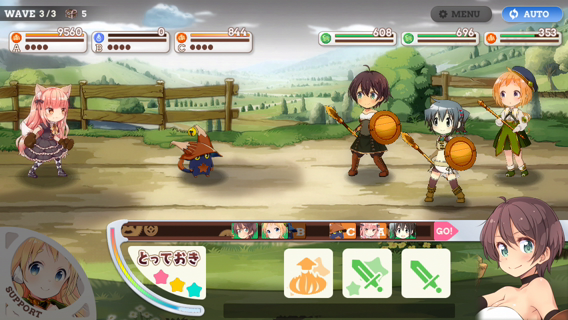 WAVE 3/3 5
MENU
AUTO
9560
A
0
B
844
C
608
696
353
B
C
A
GO!
とっておき
SUPPORT